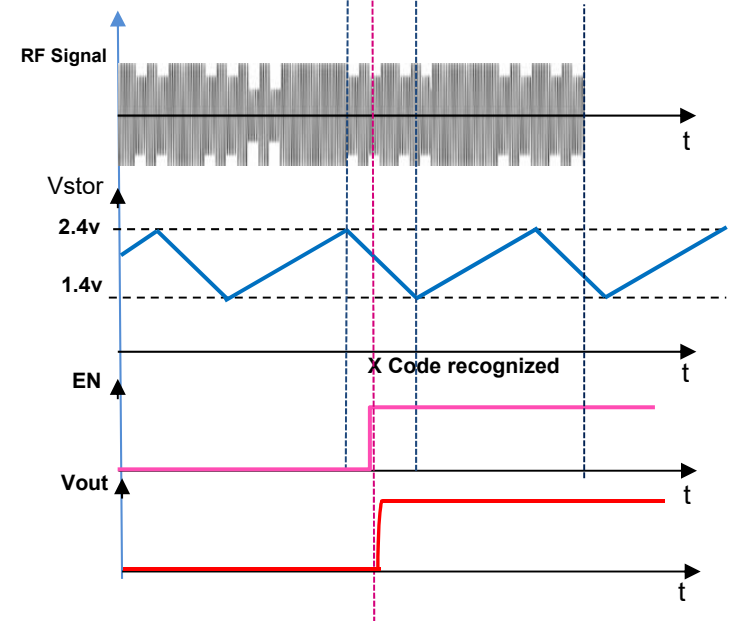 RF Signal
t
Vstor
2.4v
1.4v
X Code recognized
t
EN
Vout
t
t